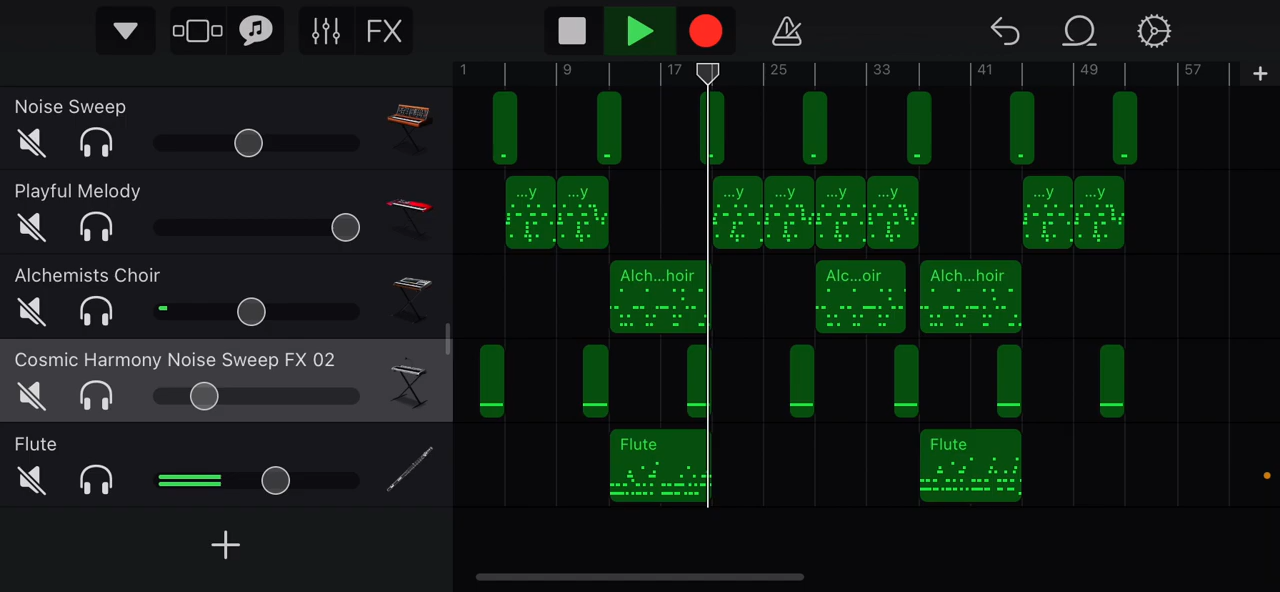 FX
1 9 17 25 33 41 49 57
Noise Sweep
Playful Melody
...y ...y ...y ...y ...y ...y ...y ...y
Alchemists Choir
Alch...hoir Alc...oir Alch...hoir
Cosmic Harmony Noise Sweep FX 02
Flute
Flute Flute